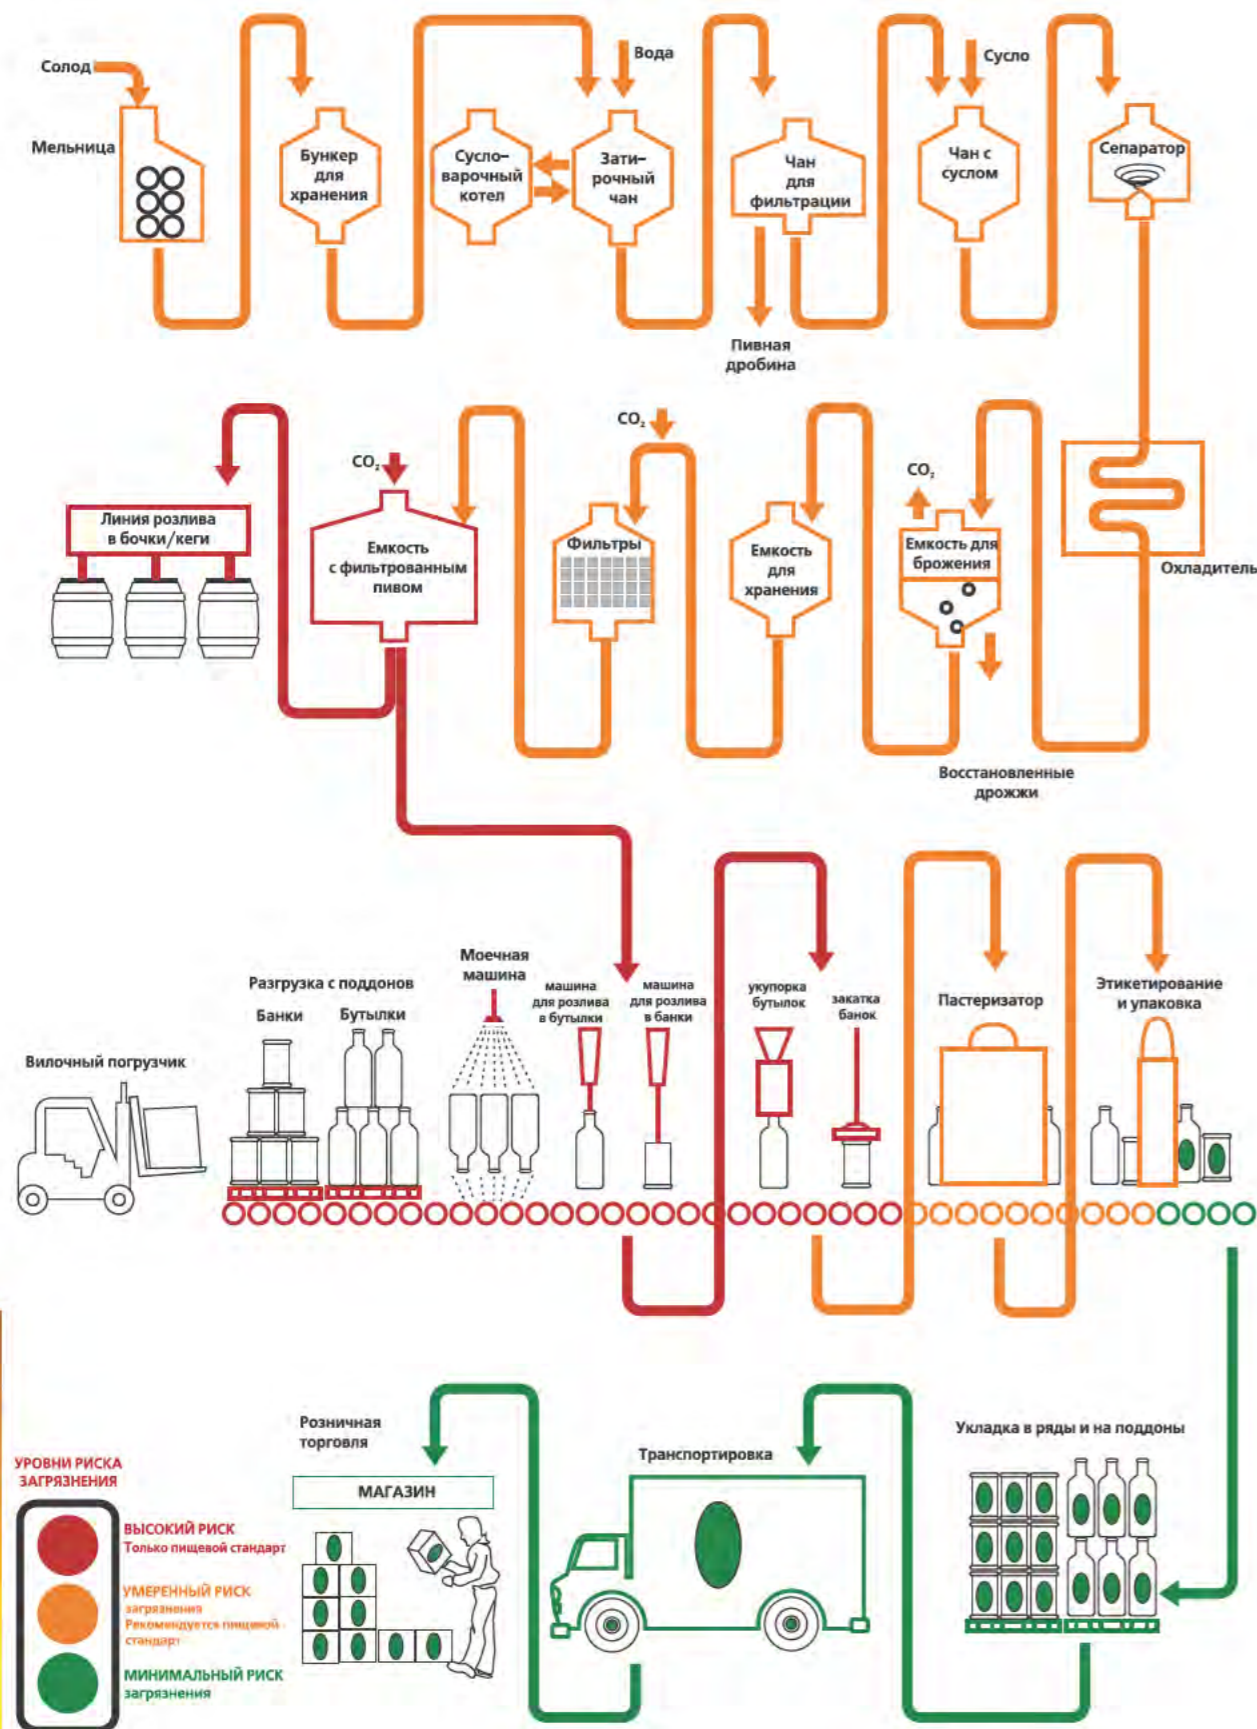 Солод
Вода
Сусло
Мельница
Бункер
для
хранения
Сусло-
варочный
котел
Зати-
рочный
чан
Чан
для
фильтрации
Чан с
суслом
Сепаратор
Пивная
дробина
CO₂
CO₂
CO₂
Линия розлива
в бочки/кеги
Емкость
с фильтрованным
пивом
Фильтры
Емкость
для
хранения
Емкость для
брожения
Охладитель
Восстановленные
дрожжи
Вилочный погрузчик
Разгрузка с поддонов
Банки
Бутылки
Моечная
машина
машина
для розлива
в бутылки
машина
для розлива
в банки
укупорка
бутылок
закатка
банок
Пастеризатор
Этикетирование
и упаковка
Розничная
торговля
МАГАЗИН
Транспортировка
Укладка в ряды и на поддоны
УРОВНИ РИСКА
ЗАГРЯЗНЕНИЯ
ВЫСОКИЙ РИСК
Только пищевой стандарт
УМЕРЕННЫЙ РИСК
загрязнения
Рекомендуется пищевой
стандарт
МИНИМАЛЬНЫЙ РИСК
загрязнения